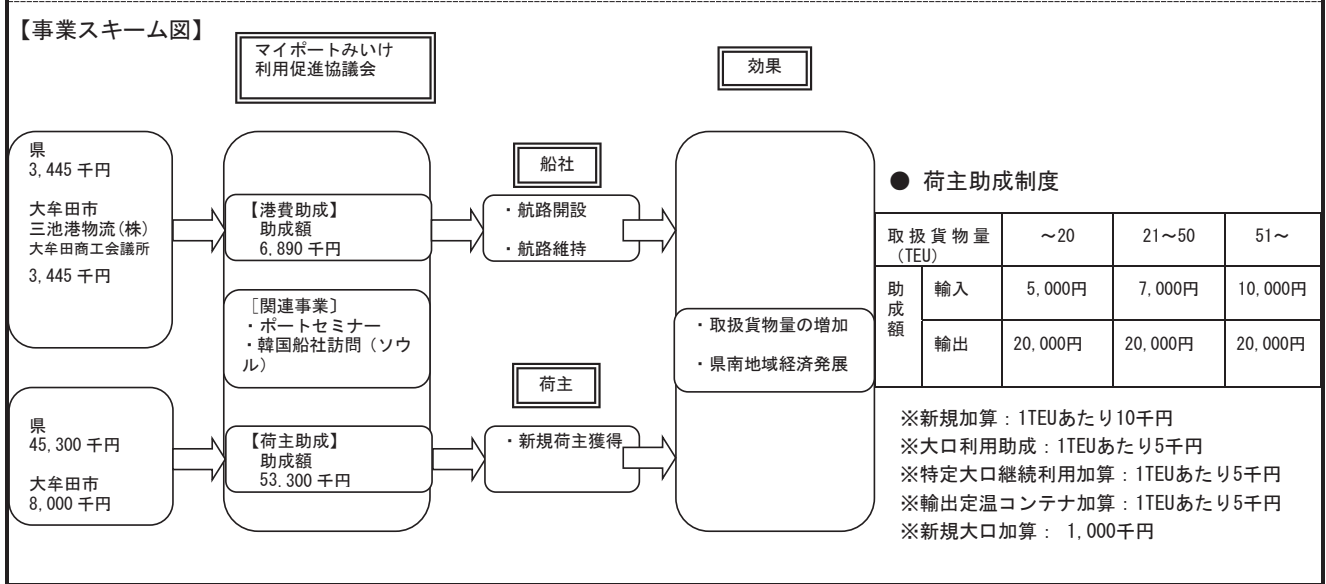 【事業スキーム図】
マイポートみいけ
利用促進協議会
効果
県
3,445 千円
大牟田市
三池港物流(株)
大牟田商工会議所
3,445 千円
【港費助成】
助成額
6,890 千円
［関連事業］
・ポートセミナー
・韓国船社訪問（ソウ
ル）
船社
・航路開設
・航路維持
県
45,300 千円
大牟田市
8,000 千円
【荷主助成】
助成額
53.300 千円
荷主
・新規荷主獲得
・取扱貨物量の増加
・県南地域経済発展
● 荷主助成制度
取扱貨物量 ～20 21～50 51～
（TEU）
助成額 輸入 5,000円 7,000円 10,000円
輸出 20,000円 20,000円 20,000円
※新規加算：1TEUあたり10千円
※大口利用助成：1TEUあたり5千円
※特定大口継続利用加算：1TEUあたり5千円
※輸出定温コンテナ加算：1TEUあたり5千円
※新規大口加算： 1,000千円